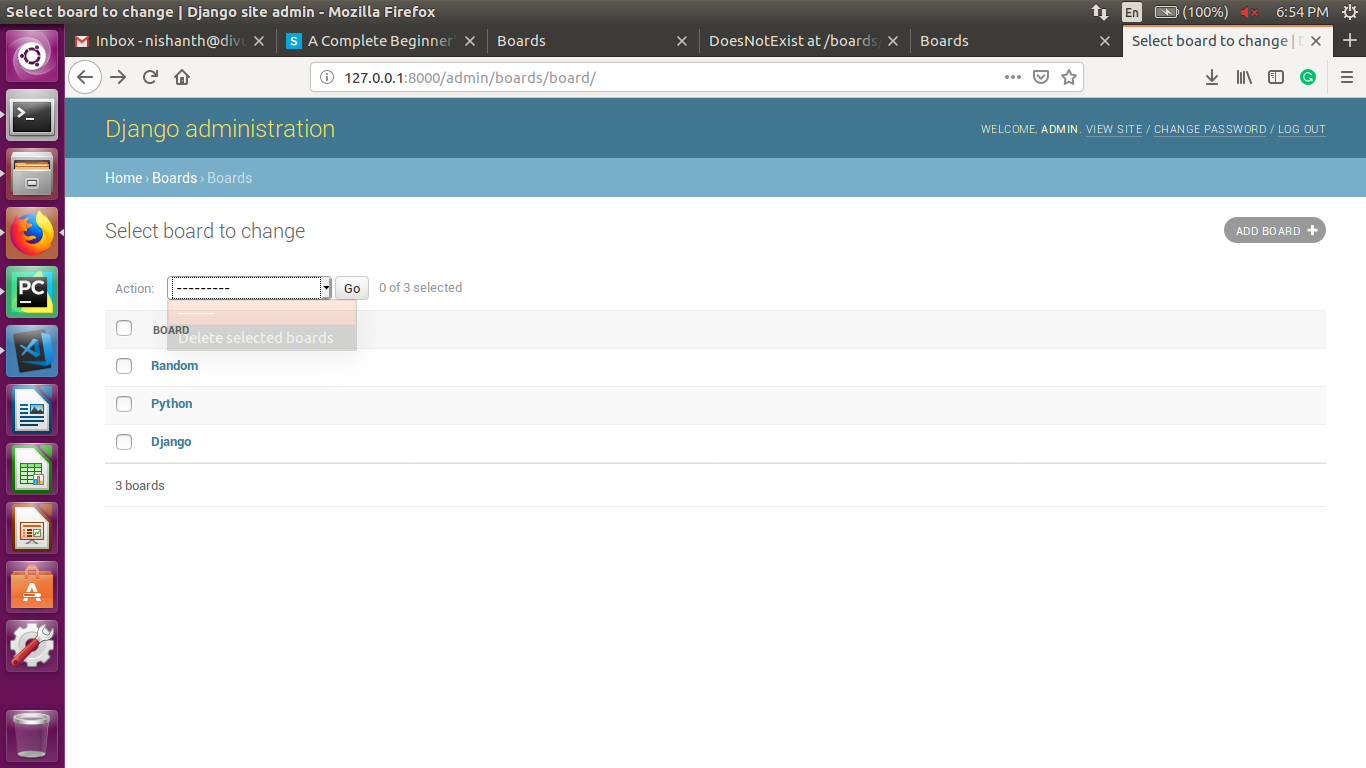 Select board to change | Django site admin - Mozilla Firefox
En (100%) 6:54 PM
Inbox - nishanth@divu
S A Complete Beginner'
Boards
DoesNotExist at /boards/
Boards
Select board to change | D
127.0.0.1:8000/admin/boards/board/
Django administration
WELCOME, ADMIN. VIEW SITE / CHANGE PASSWORD / LOG OUT
Home › Boards › Boards
Select board to change
ADD BOARD
Action: --------- Go 0 of 3 selected
---------
BOARD
Delete selected boards
Random
Python
Django
3 boards
PC